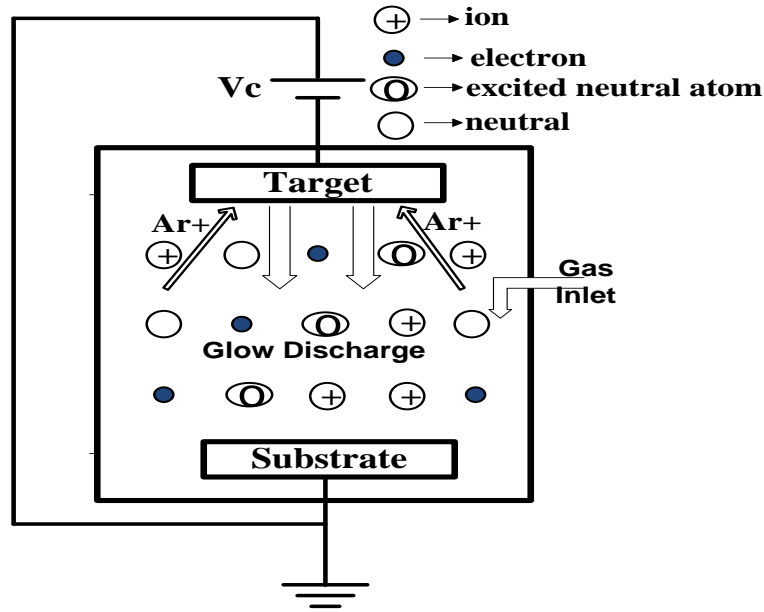 ion
electron
Vc
excited neutral atom
neutral
Target
Ar+
Ar+
+
O
+
Gas
Inlet
O
+
Glow Discharge
O
+
+
Substrate